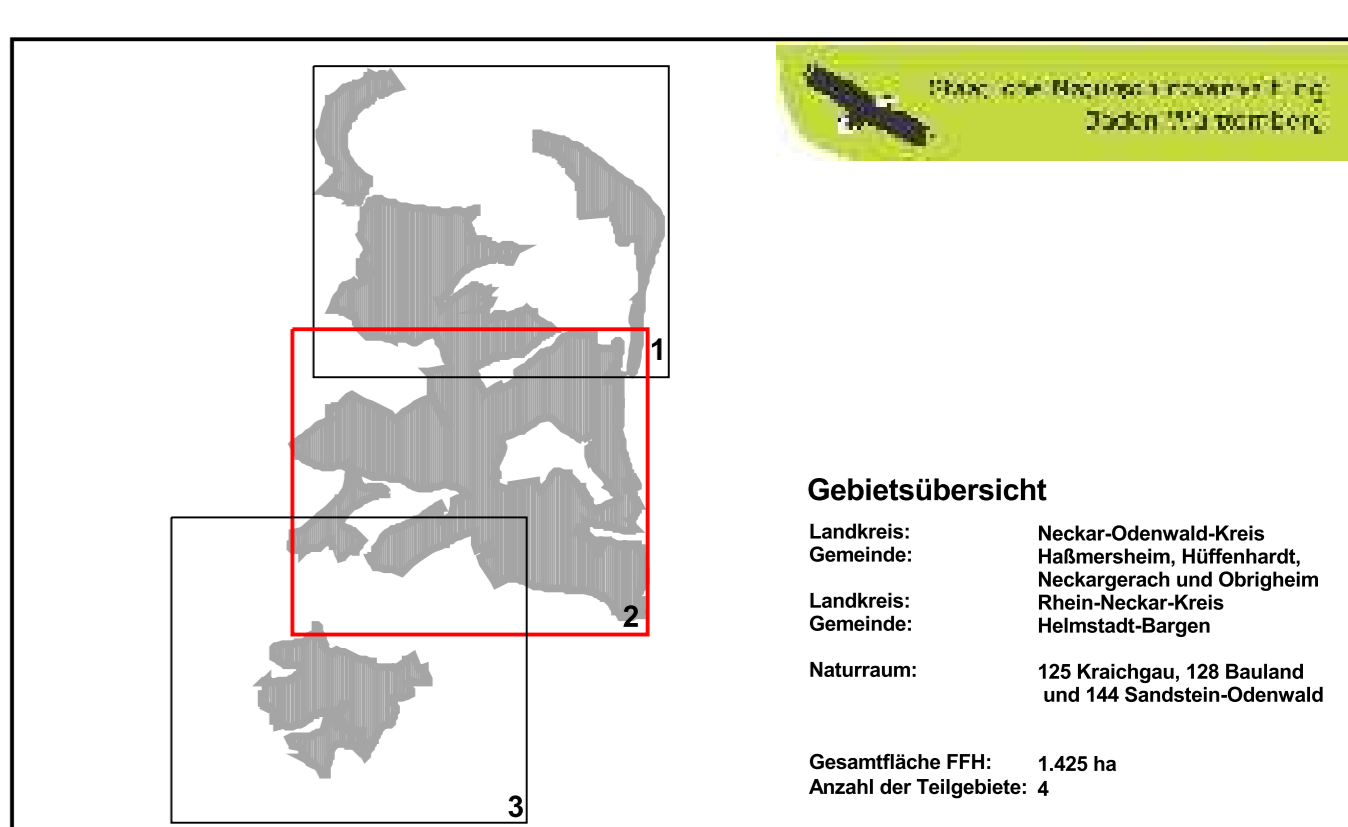 1
2
3
Gebietsübersicht
Landkreis: Neckar-Odenwald-Kreis
Gemeinde: Haßmersheim, Hüffenhardt,
Neckargerach und Obrigheim
Landkreis: Rhein-Neckar-Kreis
Gemeinde: Helmstadt-Bargen
Naturraum: 125 Kraichgau, 128 Bauland
und 144 Sandstein-Odenwald
Gesamtfläche FFH: 1.425 ha
Anzahl der Teilgebiete: 4